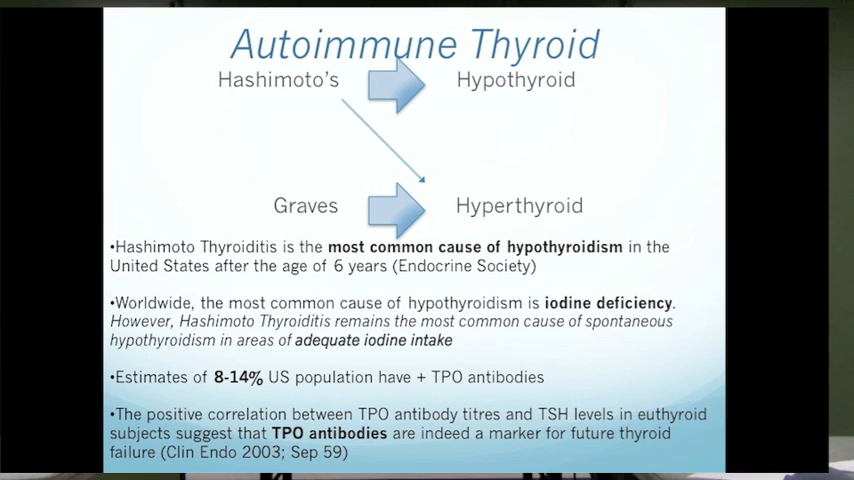 Autoimmune Thyroid
Hashimoto's Hypothyroid
Graves Hyperthyroid
•Hashimoto Thyroiditis is the most common cause of hypothyroidism in the
United States after the age of 6 years (Endocrine Society)
•Worldwide, the most common cause of hypothyroidism is iodine deficiency.
However, Hashimoto Thyroiditis remains the most common cause of spontaneous
hypothyroidism in areas of adequate iodine intake
•Estimates of 8-14% US population have + TPO antibodies
•The positive correlation between TPO antibody titres and TSH levels in euthyroid
subjects suggest that TPO antibodies are indeed a marker for future thyroid
failure (Clin Endo 2003; Sep 59)